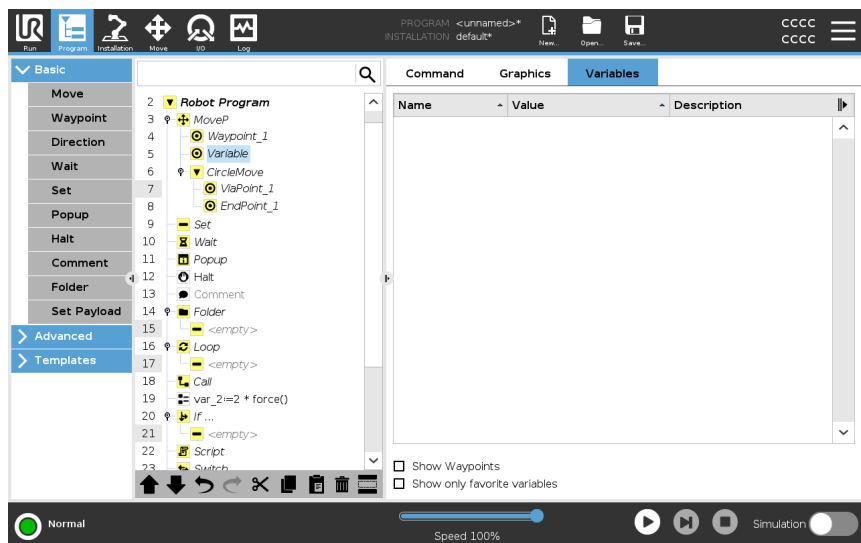 UR
Run
Program
Installation
Move
I/O
Log
PROGRAM <unnamed>*
INSTALLATION default*
New...
Open...
Save...
CCCC
CCCC
Basic
Move
Waypoint
Direction
Wait
Set
Popup
Halt
Comment
Folder
Set Payload
Advanced
Templates
2 Robot Program
3 MoveP
4 Waypoint_1
5 Variable
6 CircleMove
7 ViaPoint_1
8 EndPoint_1
9 Set
10 Wait
11 Popup
12 Halt
13 Comment
14 Folder
15 <empty>
16 Loop
17 <empty>
18 Call
19 var_2:=2 * force()
20 If ...
21 <empty>
22 Script
23 Switch
Command Graphics Variables
Name Value Description
Show Waypoints
Show only favorite variables
Normal
Speed 100%
Simulation